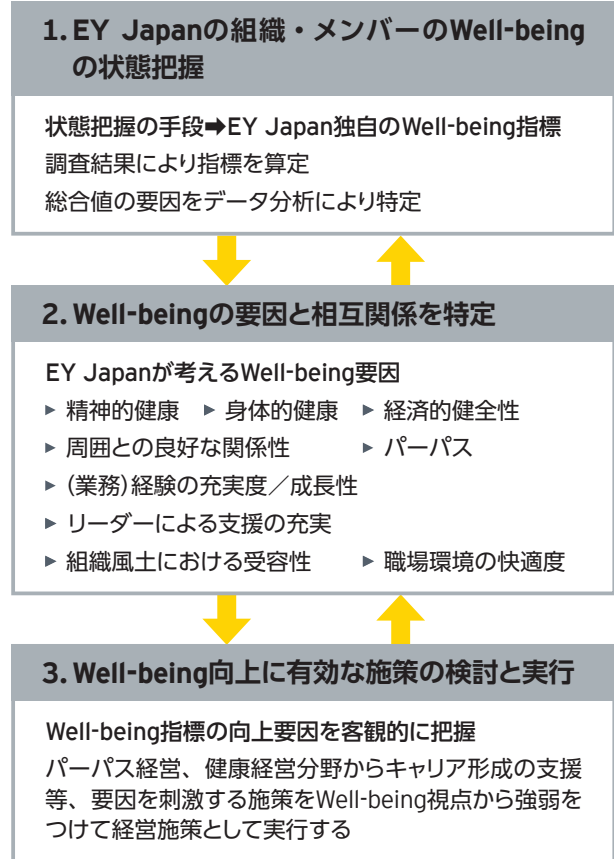 1. EY Japanの組織・メンバーのWell-being
の状態把握
状態把握の手段➡EY Japan独自のWell-being指標
調査結果により指標を算定
総合値の要因をデータ分析により特定
2. Well-beingの要因と相互関係を特定
EY Japanが考えるWell-being要因
▶ 精神的健康 ▶ 身体的健康 ▶ 経済的健全性
▶ 周囲との良好な関係性 ▶ パーパス
▶ (業務)経験の充実度／成長性
▶ リーダーによる支援の充実
▶ 組織風土における受容性 ▶ 職場環境の快適度
3. Well-being向上に有効な施策の検討と実行
Well-being指標の向上要因を客観的に把握
パーパス経営、健康経営分野からキャリア形成の支援
等、要因を刺激する施策をWell-being視点から強弱を
つけて経営施策として実行する